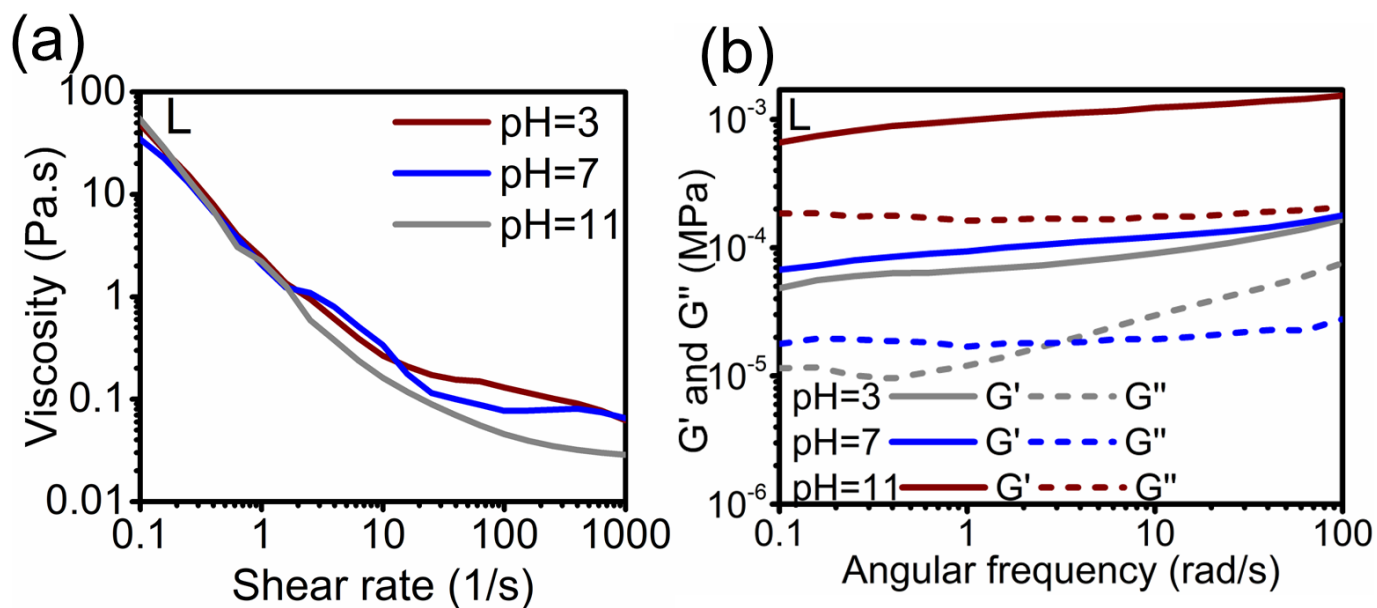 (a)
L
pH=3
pH=7
pH=11
100
10
1
0.1
0.01
Viscosity (Pa.s)
0.1 1 10 100 1000
Shear rate (1/s)
(b)
L
10⁻³
10⁻⁴
10⁻⁵
10⁻⁶
G' and G" (MPa)
pH=3 G' G"
pH=7 G' G"
pH=11 G' G"
0.1 1 10 100
Angular frequency (rad/s)